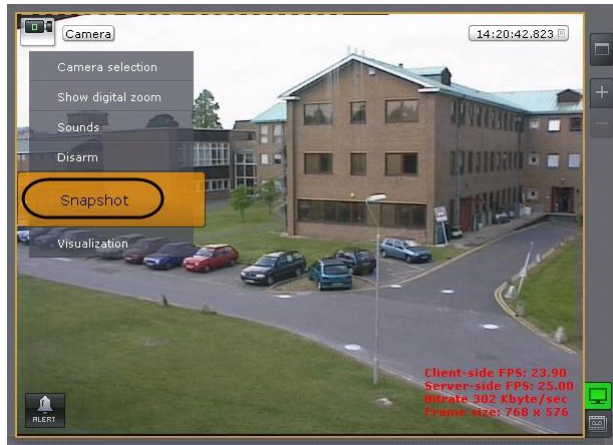 Camera
14:20:42.823
Camera selection
Show digital zoom
Sounds
Disarm
Snapshot
Visualization
Client-side FPS: 23.90
Server-side FPS: 25.00
Bitrate 302 Kbyte/sec
Frame size: 768 x 576
ALERT